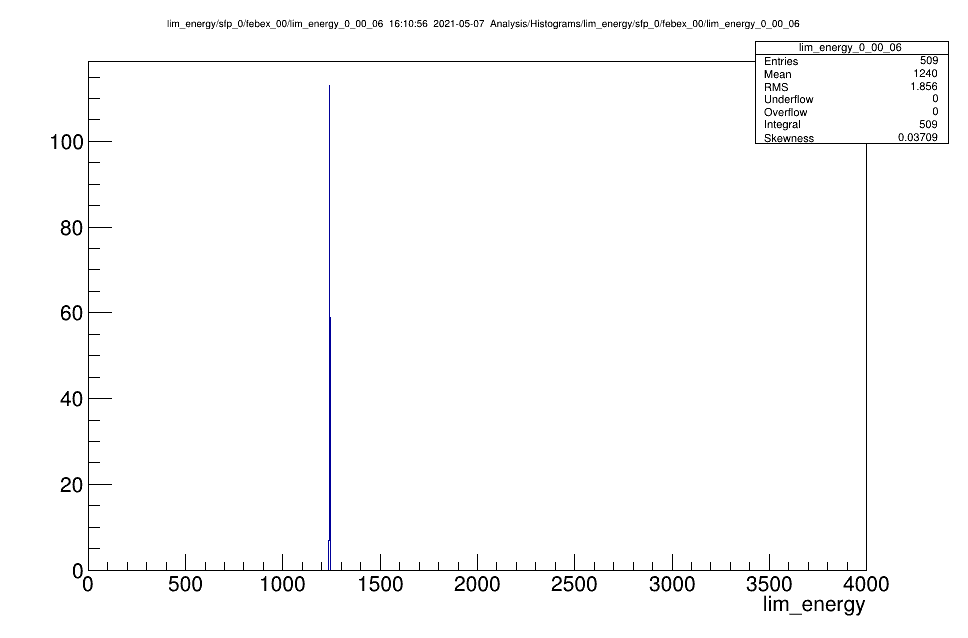 lim_energy/sfp_0/febex_00/lim_energy_0_00_06 16:10:56 2021-05-07 Analysis/Histograms/lim_energy/sfp_0/febex_00/lim_energy_0_00_06
lim_energy_0_00_06
Entries 509
Mean 1240
RMS 1.856
Underflow 0
Overflow 0
Integral 509
Skewness 0.03709
100
80
60
40
20
0
0 500 1000 1500 2000 2500 3000 3500 4000
lim_energy